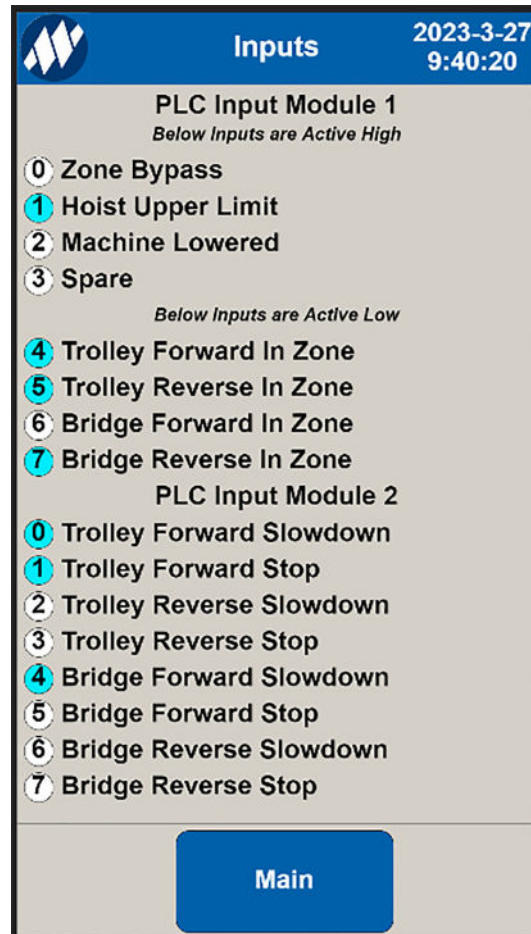 Inputs
2023-3-27
9:40:20
PLC Input Module 1
Below Inputs are Active High
0 Zone Bypass
1 Hoist Upper Limit
2 Machine Lowered
3 Spare
Below Inputs are Active Low
4 Trolley Forward In Zone
5 Trolley Reverse In Zone
6 Bridge Forward In Zone
7 Bridge Reverse In Zone
PLC Input Module 2
0 Trolley Forward Slowdown
1 Trolley Forward Stop
2 Trolley Reverse Slowdown
3 Trolley Reverse Stop
4 Bridge Forward Slowdown
5 Bridge Forward Stop
6 Bridge Reverse Slowdown
7 Bridge Reverse Stop
Main